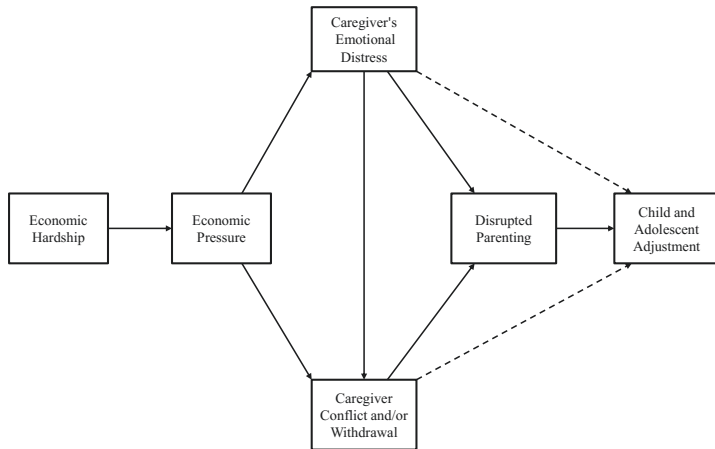 Caregiver's
Emotional
Distress
Economic
Hardship
Economic
Pressure
Disrupted
Parenting
Child and
Adolescent
Adjustment
Caregiver
Conflict and/or
Withdrawal